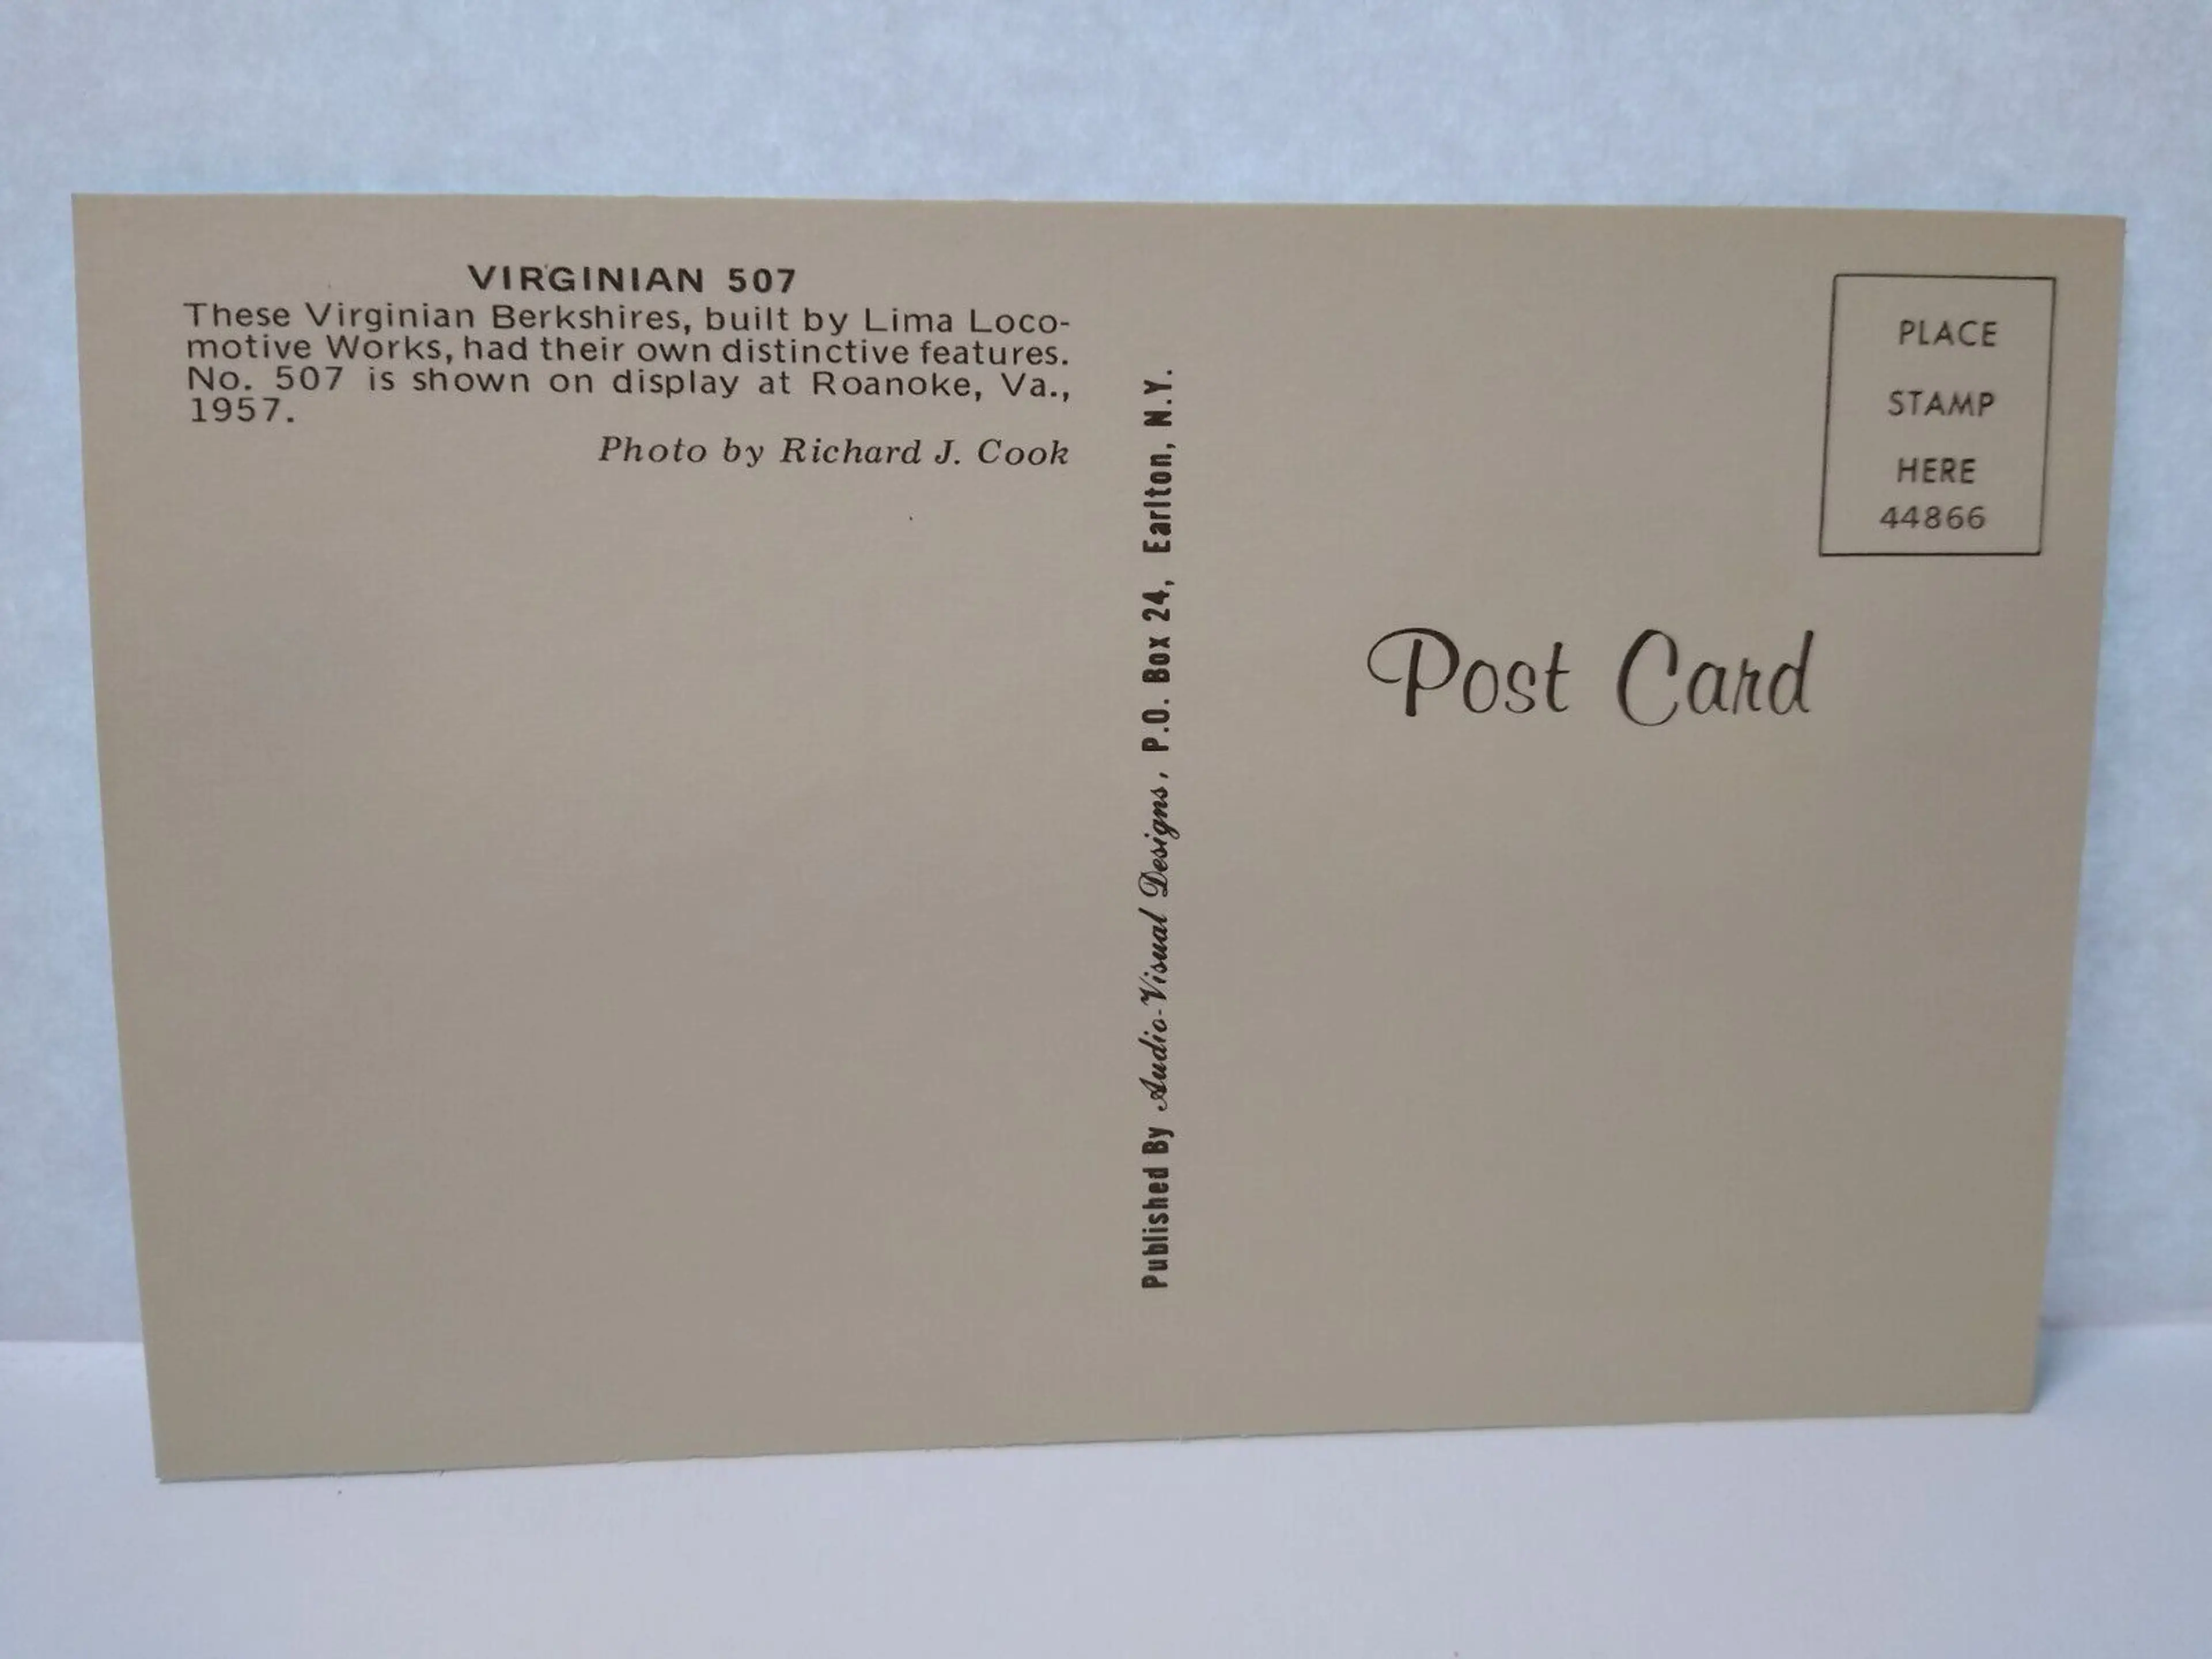 VIRGINIAN 507
These Virginian Berkshires, built by Lima Loco-
motive Works, had their own distinctive features.
No. 507 is shown on display at Roanoke, Va.,
1957.
Photo by Richard J. Cook
Published By Audio-Visual Designs, P.O. Box 24, Earlton, N.Y.
PLACE
STAMP
HERE
44866
Post Card